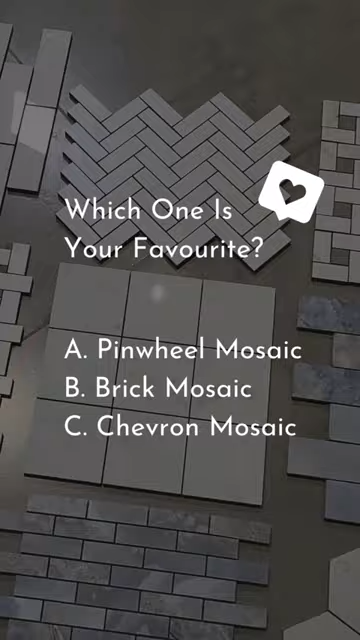 Which One Is
Your Favourite?
A. Pinwheel Mosaic
B. Brick Mosaic
C. Chevron Mosaic